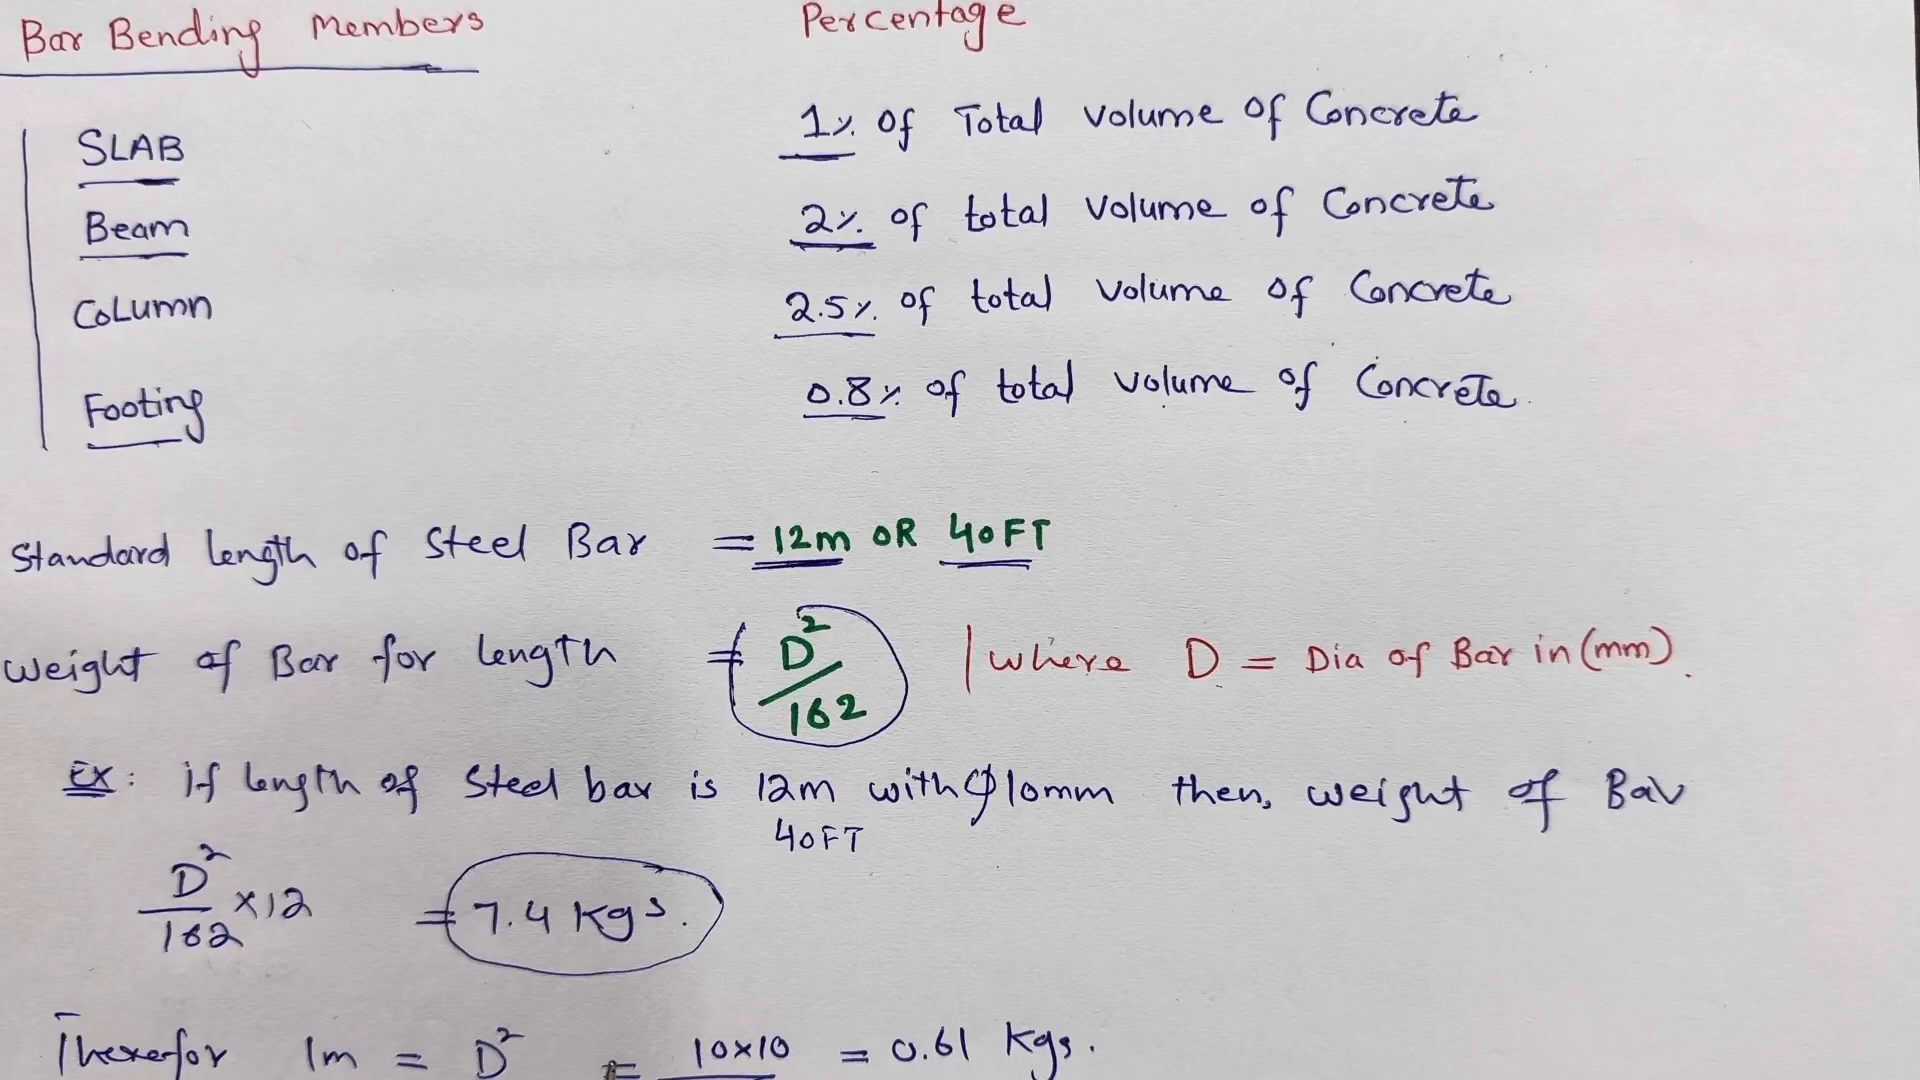 Bar Bending Members Percentage
SLAB 1% of Total volume of Concrete
Beam 2% of total volume of Concrete
Column 2.5% of total volume of Concrete
Footing 0.8% of total volume of Concrete.
Standard length of Steel Bar = 12m OR 40FT
Weight of Bar for length = D²/162 | where D = Dia of Bar in (mm).
Ex: if length of Steel bar is 12m with ϕ10mm then, weight of Bar
40FT
D²/162 ×12 = 7.4 Kgs.
Therefor 1m = D² = 10×10 = 0.61 Kgs.